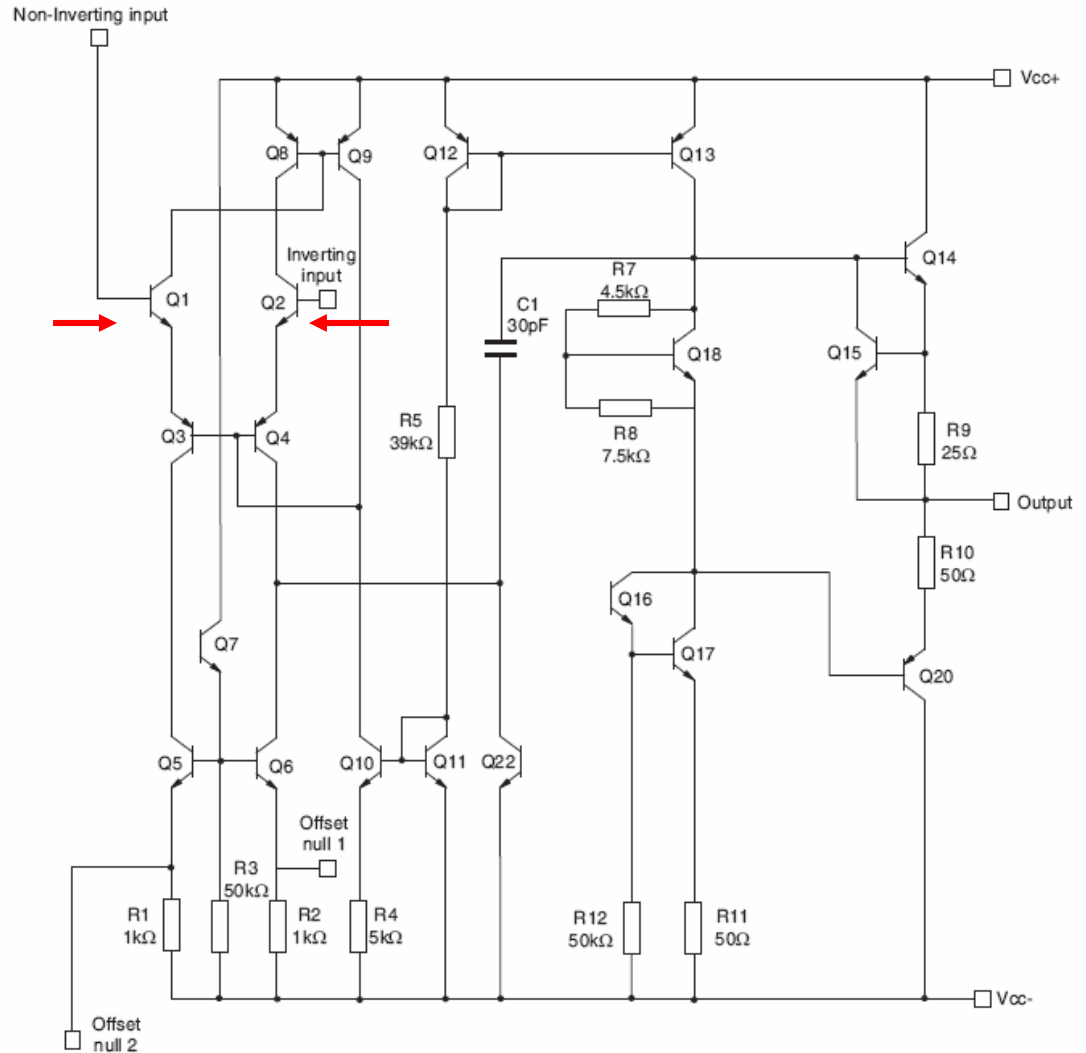 Non-Inverting input
Vcc+
Q8
Q9
Q12
Q13
Q14
Inverting
input
Q1
Q2
R7
4.5kΩ
C1
30pF
Q18
Q15
R5
39kΩ
R8
7.5kΩ
R9
25Ω
Q3
Q4
Output
R10
50Ω
Q16
Q7
Q17
Q20
Q5
Q6
Q10
Q11
Q22
Offset
null 1
R3
50kΩ
R1
1kΩ
R2
1kΩ
R4
5kΩ
R12
50kΩ
R11
50Ω
Vcc-
Offset
null 2